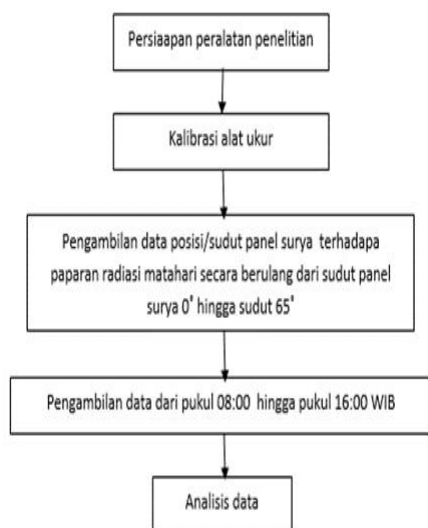 Persiaapan peralatan penelitian
Kalibrasi alat ukur
Pengambilan data posisi/sudut panel surya terhadapa
paparan radiasi matahari secara berulang dari sudut panel
surya 0° hingga sudut 65°
Pengambilan data dari pukul 08:00 hingga pukul 16:00 WIB
Analisis data